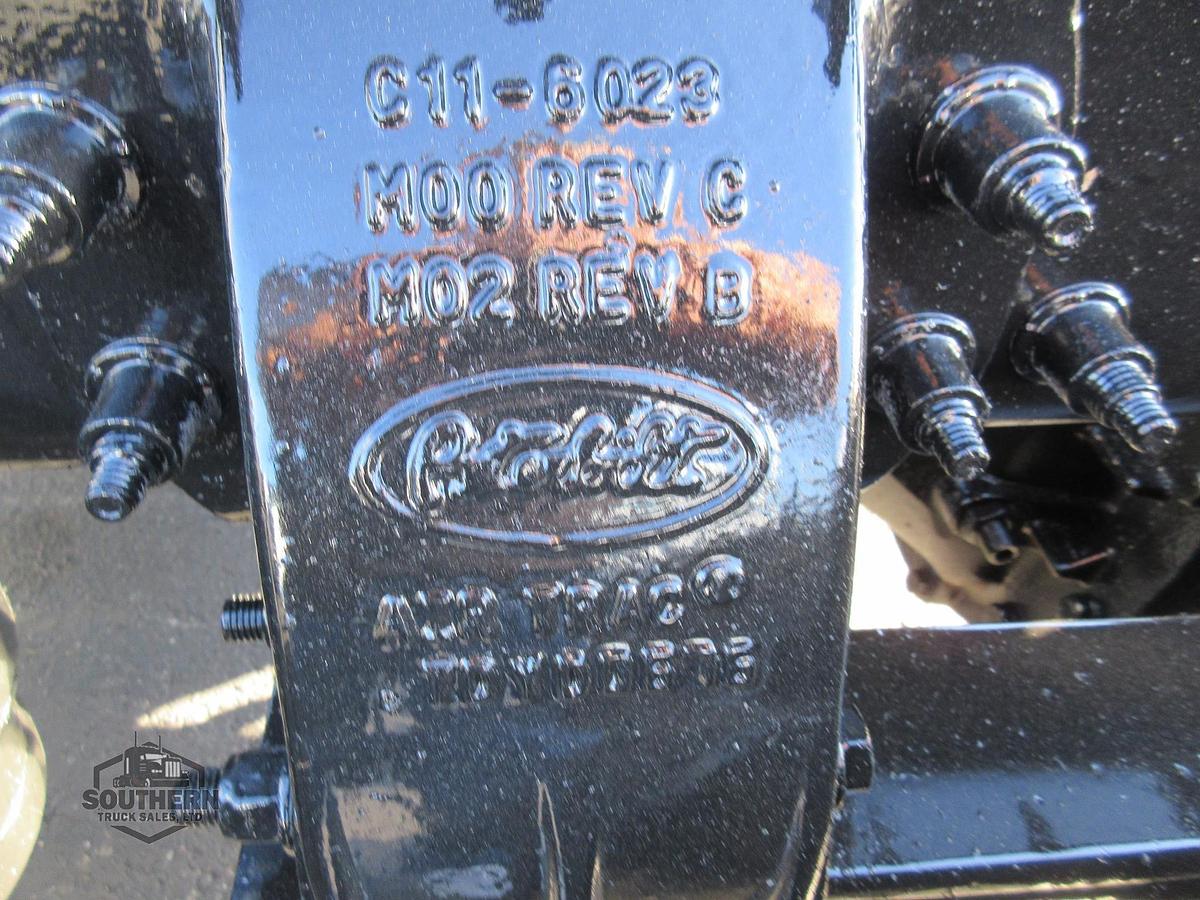 C11-6023
M00 REV C
M02 REV B
Peterbilt
AIR TRAC®
SOUTHERN
TRUCK SALES, LTD